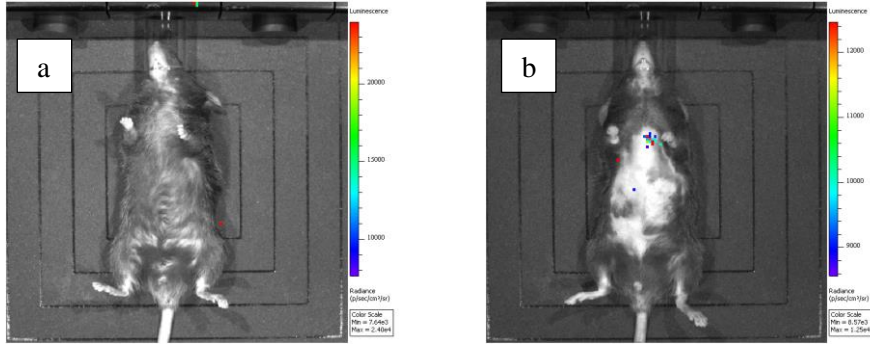 a
Luminescence
20000
15000
10000
Radiance
(p/sec/cm²/sr)
Color Scale
Min = 7.64e3
Max = 2.48e4
b
Luminescence
12000
11000
10000
9000
Radiance
(p/sec/cm²/sr)
Color Scale
Min = 8.57e3
Max = 1.25e4